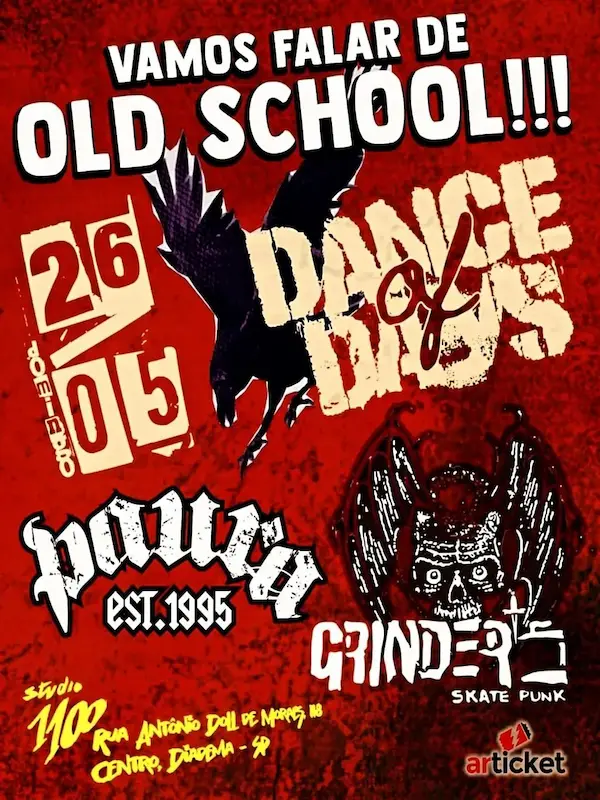 VAMOS FALAR DE
OLD SCHOOL!!!
26
05
DANCE
of
DAYS
paura
EST.1995
GRINDER'S
SKATE PUNK
Studio
1100
RUA ANTÔNIO DOLL DE MORAES, 118
CENTRO, DIADEMA - SP
articket